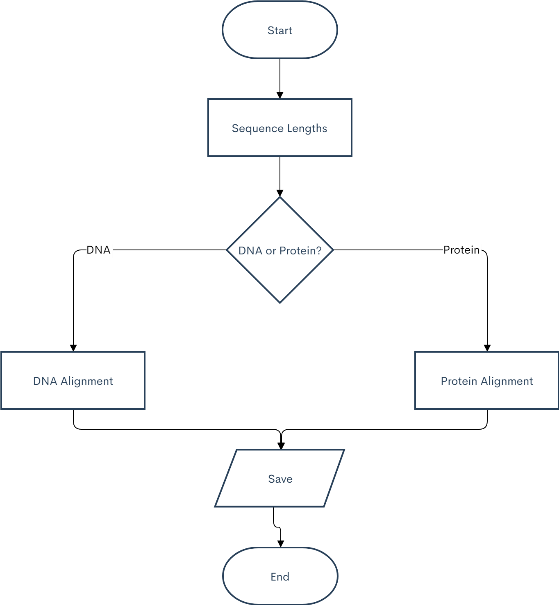 Start
Sequence Lengths
DNA or Protein?
DNA
Protein
DNA Alignment
Protein Alignment
Save
End